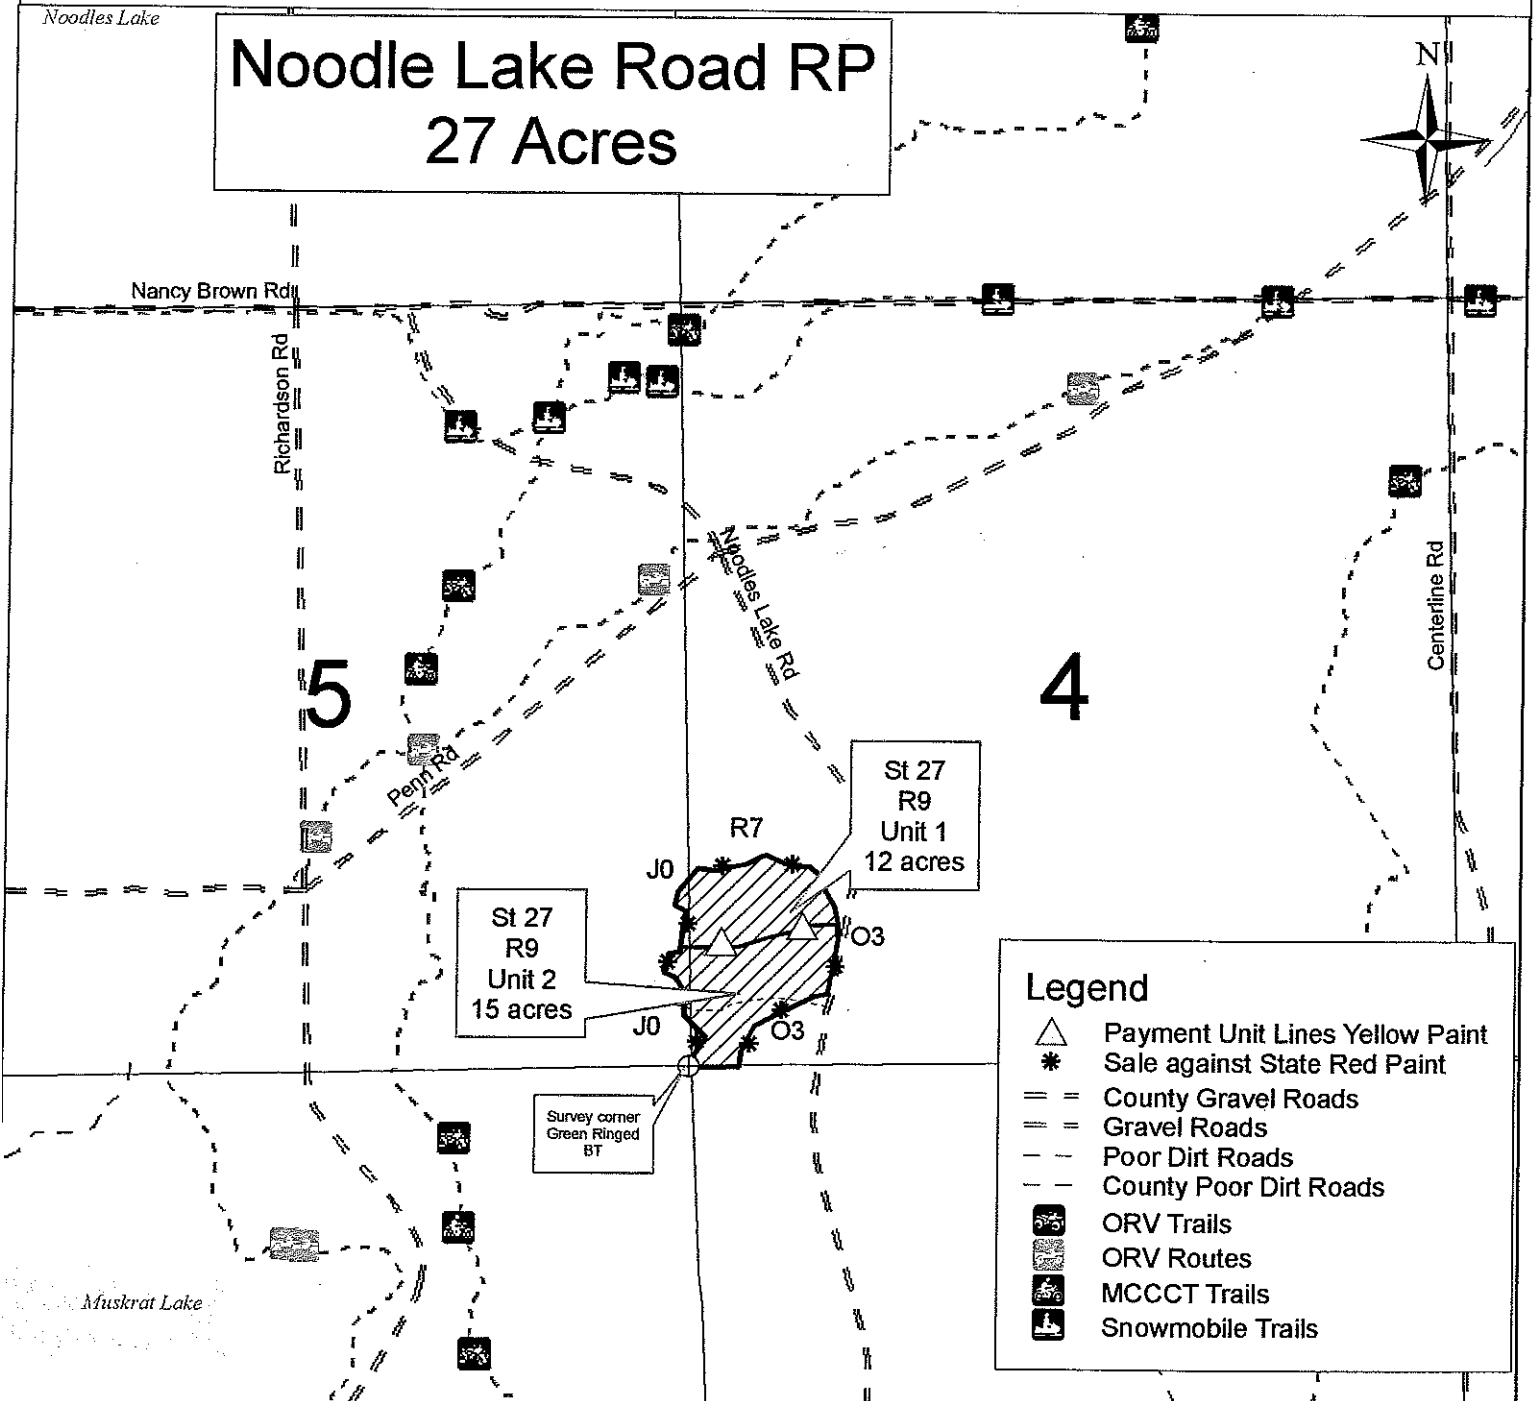 Noodles Lake
Noodle Lake Road RP
27 Acres
N
Nancy Brown Rd
Richardson Rd
Noodles Lake Rd
Centerline Rd
5
4
Penn Rd
St 27
R9
Unit 1
12 acres
R7
J0
St 27
R9
Unit 2
15 acres
O3
J0
O3
Survey corner
Green Ringed
BT
Legend
Payment Unit Lines Yellow Paint
Sale against State Red Paint
County Gravel Roads
Gravel Roads
Poor Dirt Roads
County Poor Dirt Roads
ORV Trails
ORV Routes
MCCCT Trails
Snowmobile Trails
Muskrat Lake